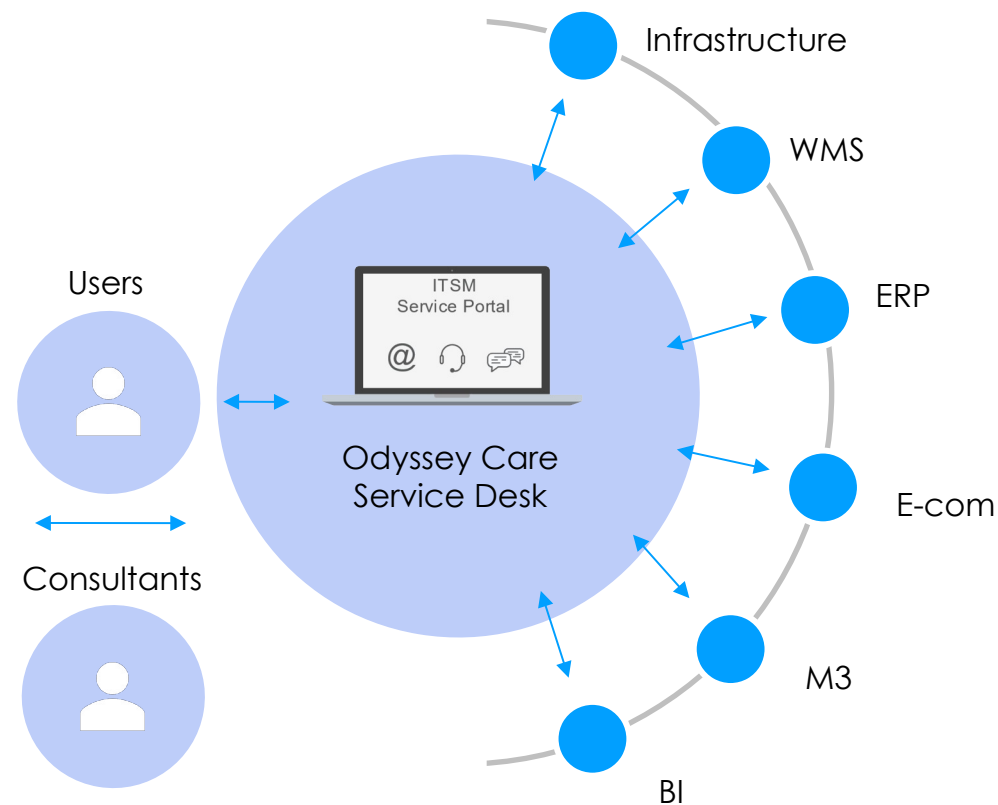 Infrastructure
WMS
ERP
E-com
M3
BI
Users
Consultants
ITSM
Service Portal
@
Odyssey Care
Service Desk